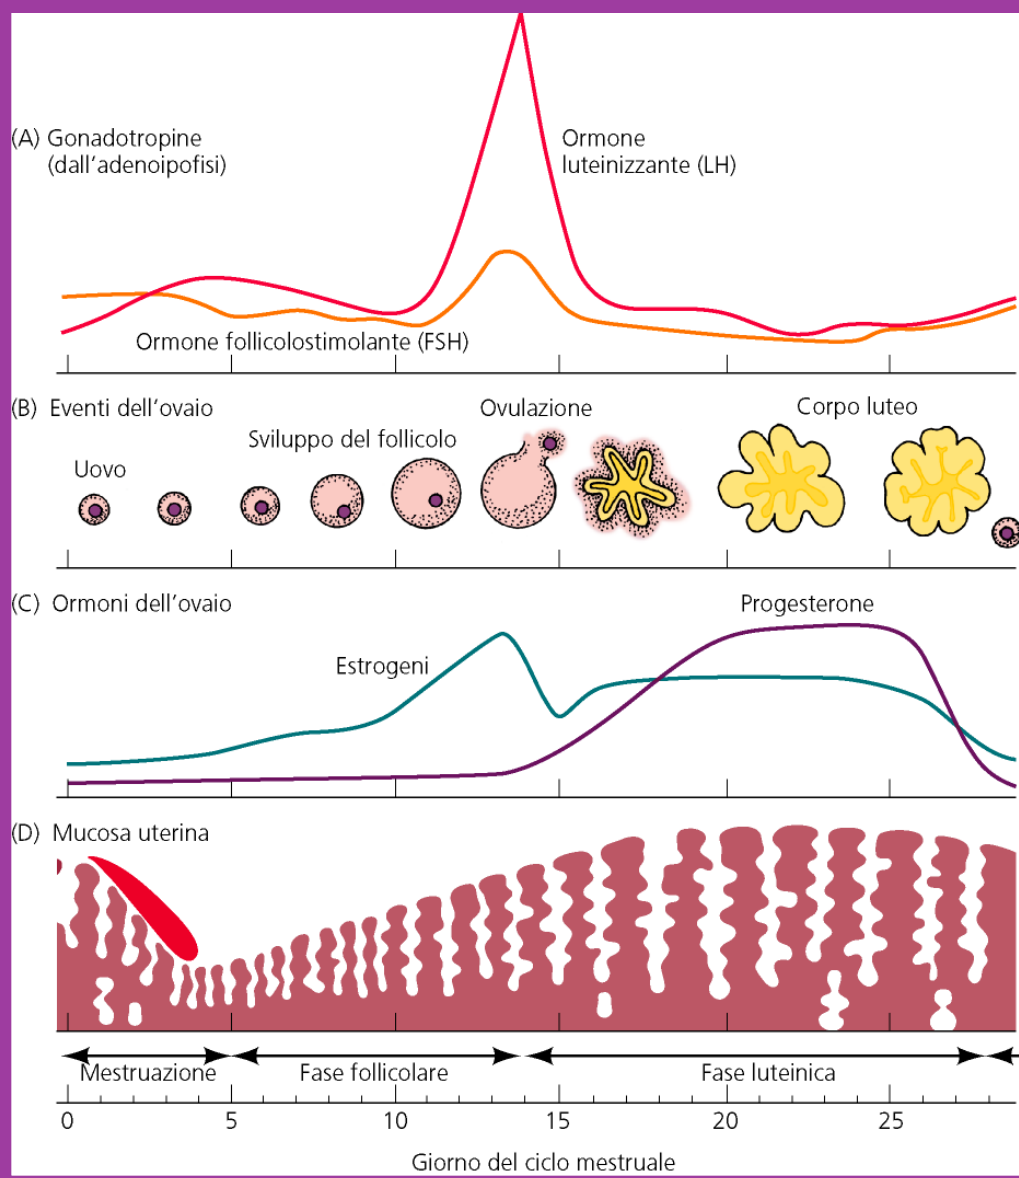 (A) Gonadotropine
(dall'adenoipofisi)
Ormone
luteinizzante (LH)
Ormone follicolostimolante (FSH)
(B) Eventi dell'ovaio
Ovulazione
Corpo luteo
Sviluppo del follicolo
Uovo
(C) Ormoni dell'ovaio
Progesterone
Estrogeni
(D) Mucosa uterina
Mestruazione
Fase follicolare
Fase luteinica
0 5 10 15 20 25
Giorno del ciclo mestruale